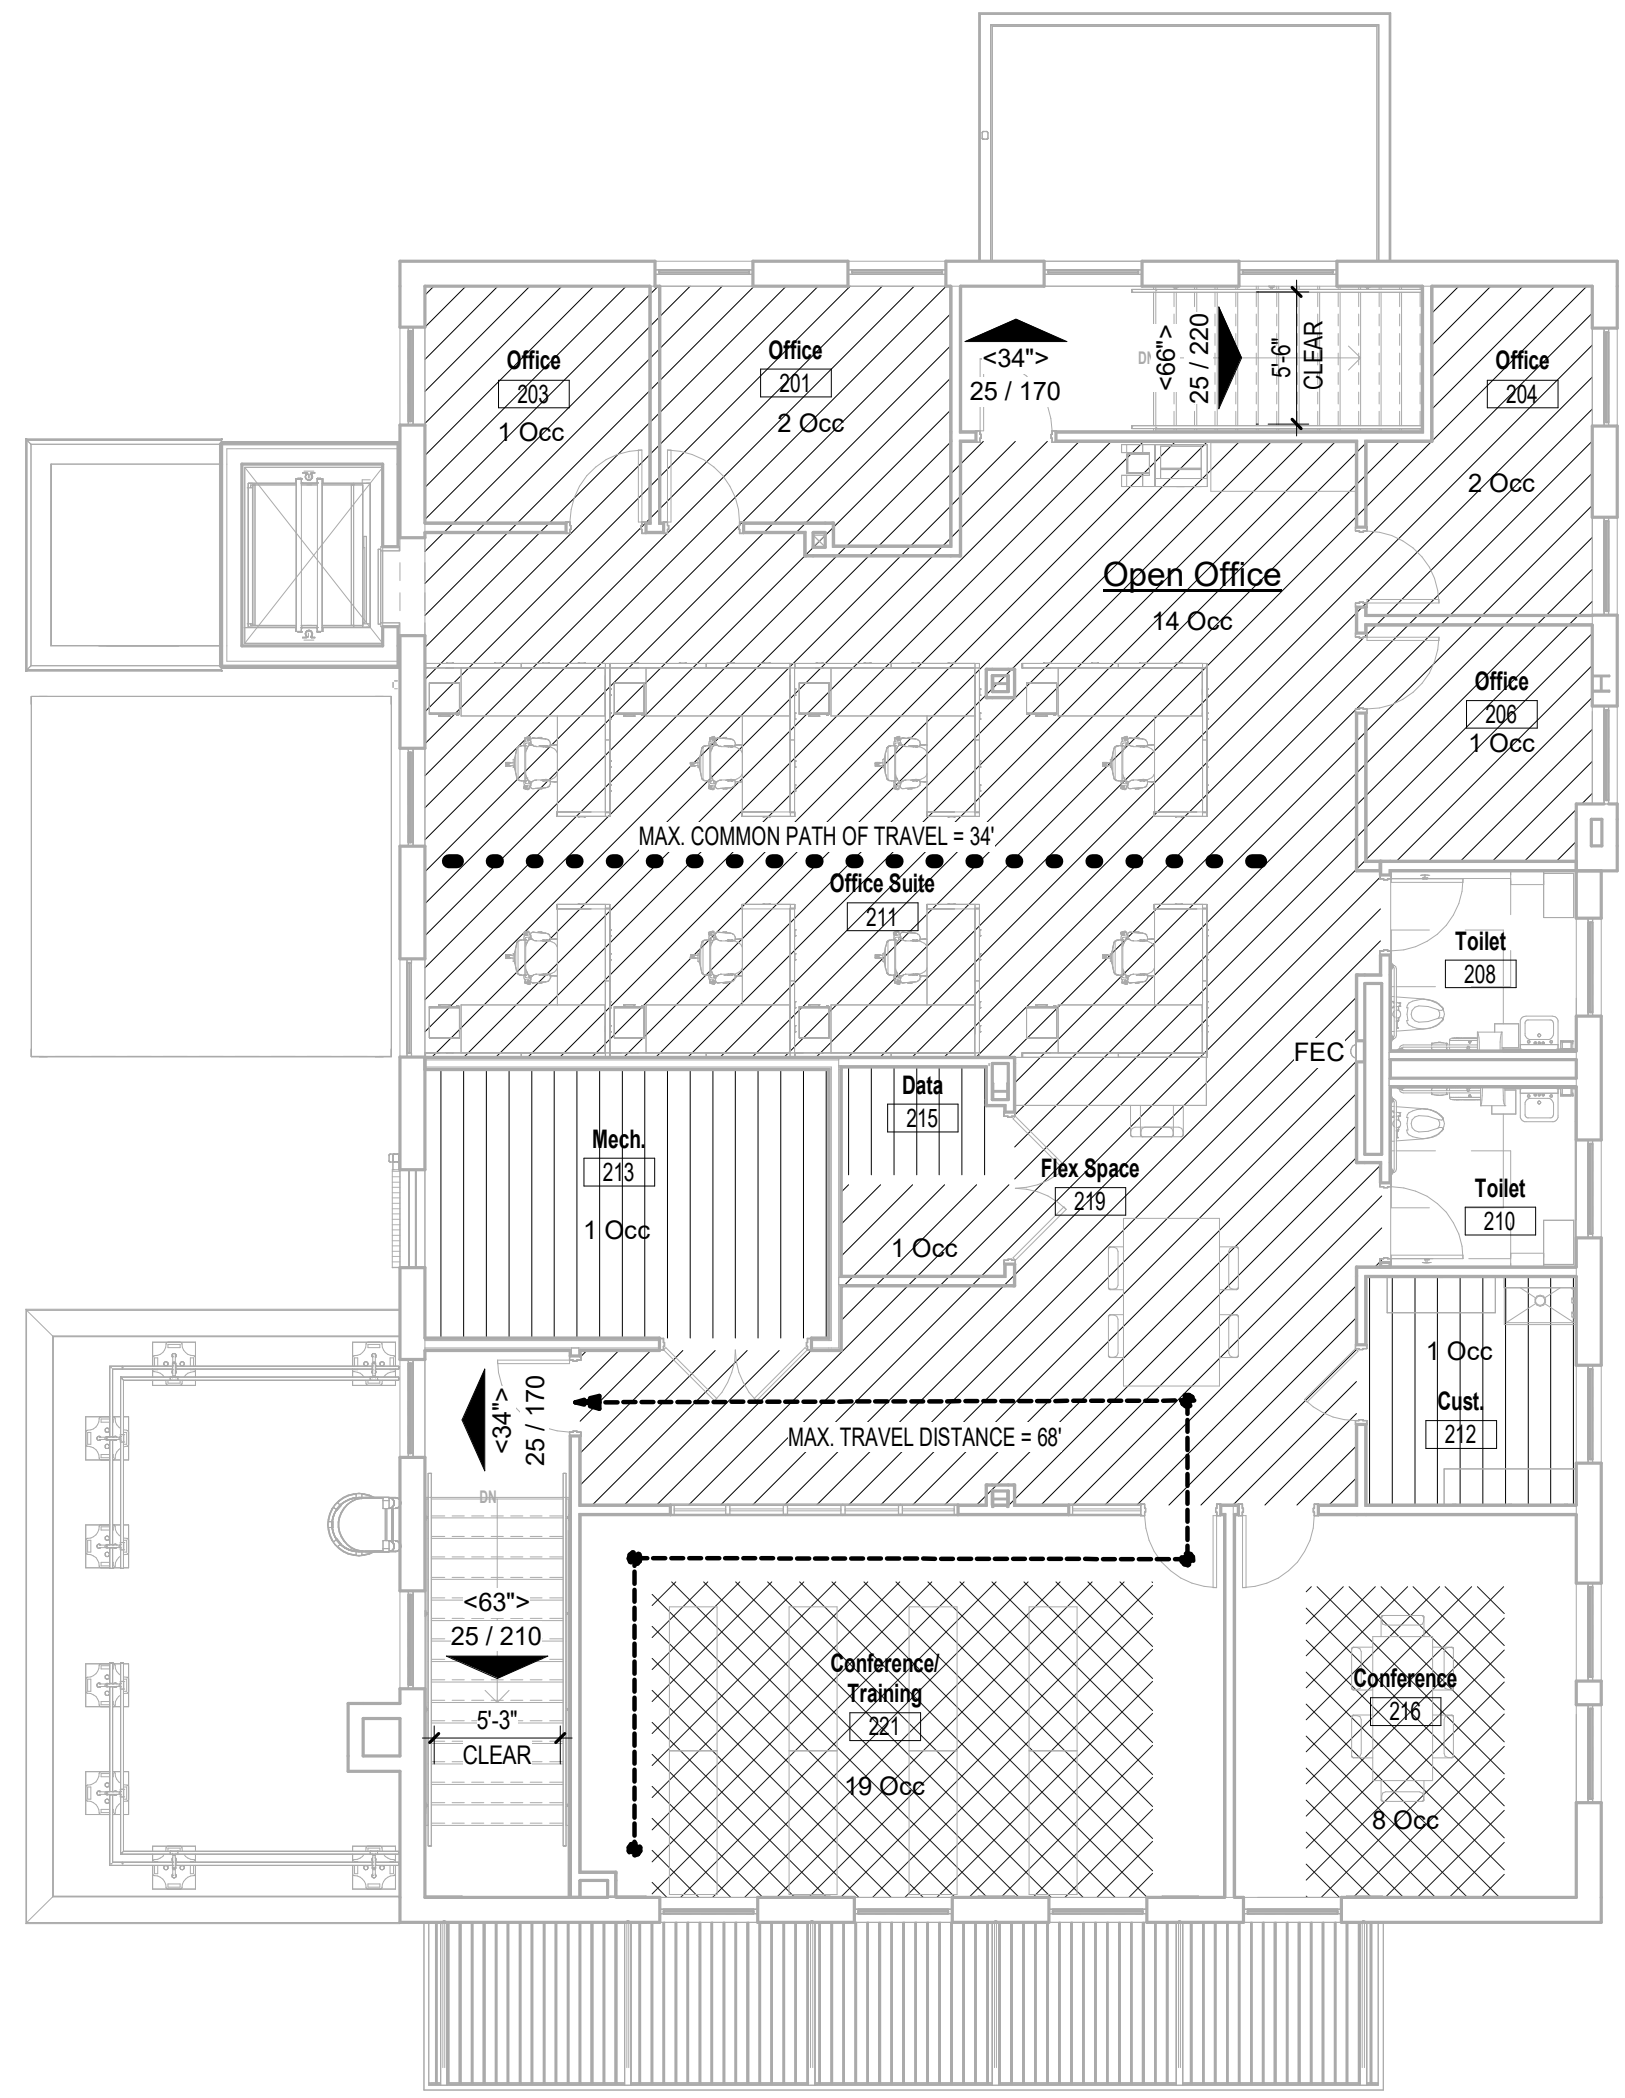 Office
203
1 Occ
Office
201
2 Occ
<34">
25 / 170
DN
<66">
25 / 220
5'-6"
CLEAR
Office
204
2 Occ
Open Office
14 Occ
Office
206
1 Occ
MAX. COMMON PATH OF TRAVEL = 34'
Office Suite
211
Toilet
208
FEC
Data
215
Mech.
213
1 Occ
Flex Space
219
1 Occ
Toilet
210
1 Occ
Cust.
212
<34">
25 / 170
MAX. TRAVEL DISTANCE = 68'
DN
<63">
25 / 210
5'-3"
CLEAR
Conference/
Training
221
19 Occ
Conference
216
8 Occ